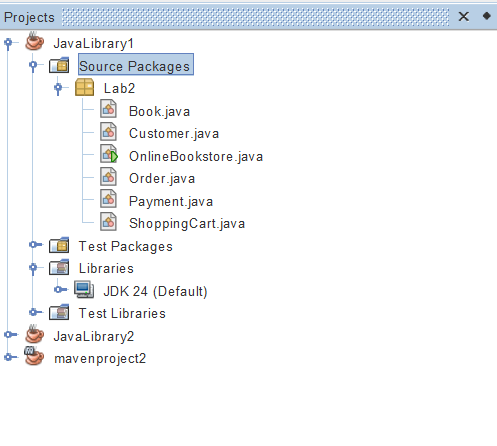 Projects
JavaLibrary1
Source Packages
Lab2
Book.java
Customer.java
OnlineBookstore.java
Order.java
Payment.java
ShoppingCart.java
Test Packages
Libraries
JDK 24 (Default)
Test Libraries
JavaLibrary2
mavenproject2